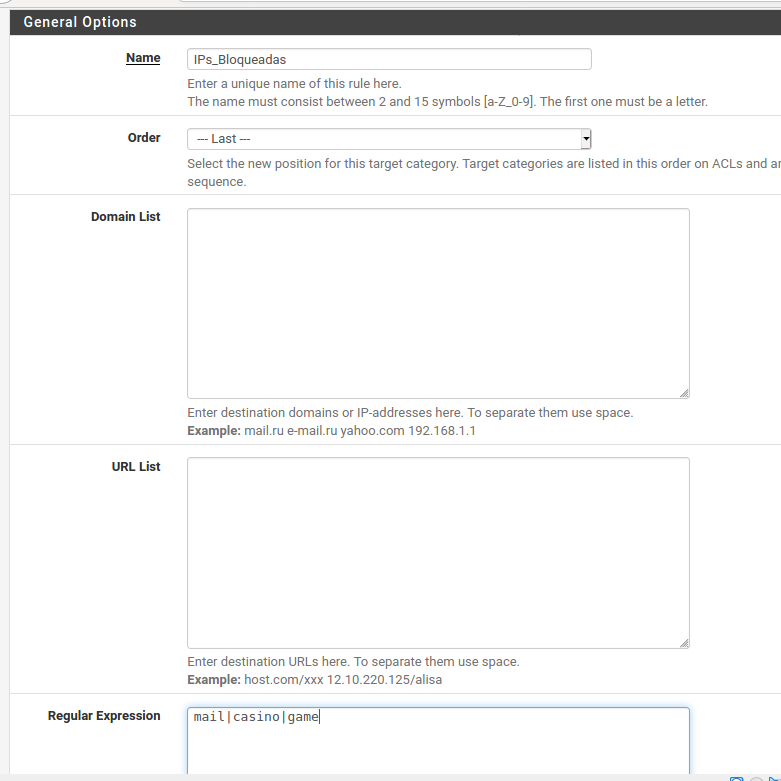 General Options
Name
IPs_Bloqueadas
Enter a unique name of this rule here.
The name must consist between 2 and 15 symbols [a-Z_0-9]. The first one must be a letter.
Order
--- Last ---
Select the new position for this target category. Target categories are listed in this order on ACLs and
sequence.
Domain List
Enter destination domains or IP-addresses here. To separate them use space.
Example: mail.ru e-mail.ru yahoo.com 192.168.1.1
URL List
Enter destination URLs here. To separate them use space.
Example: host.com/xxx 12.10.220.125/alisa
Regular Expression
mail|casino|game